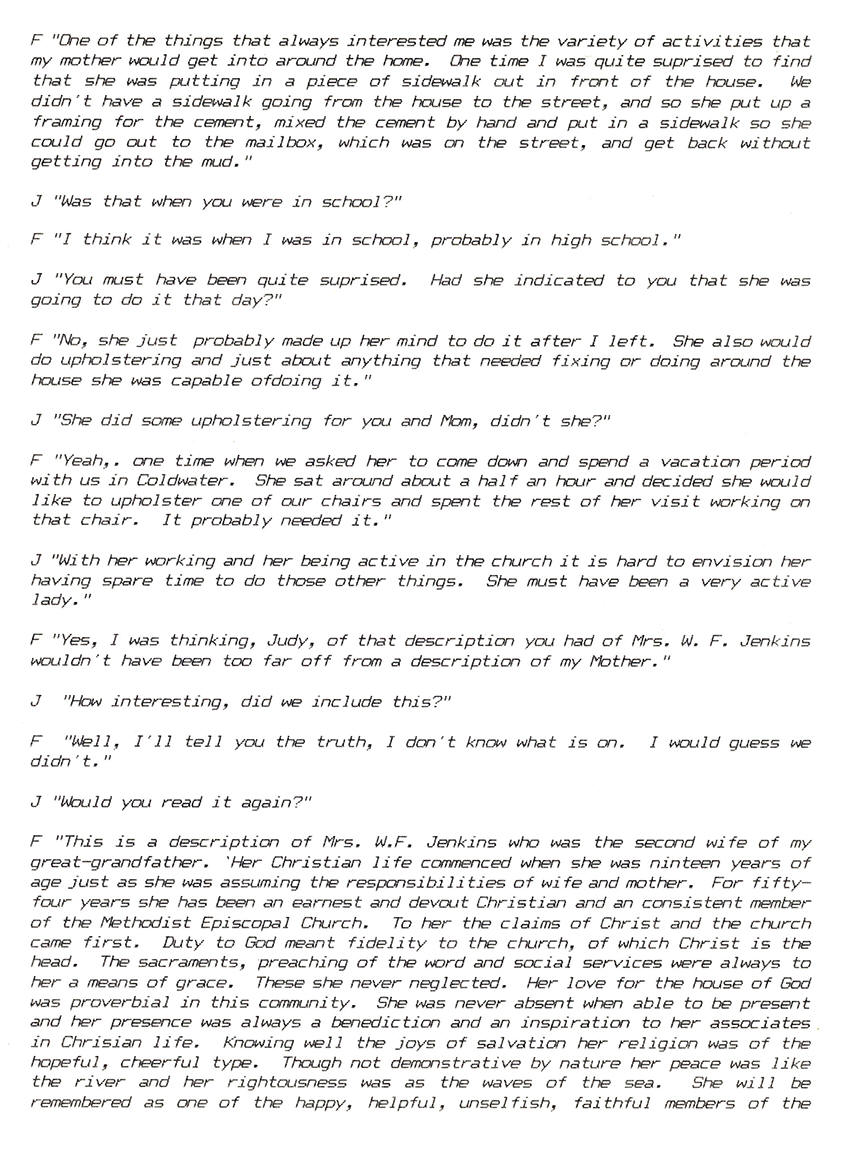 F "One of the things that always interested me was the variety of activities that
my mother would get into around the home.  One time I was quite suprised to find
that she was putting in a piece of sidewalk out in front of the house.  We
didn't have a sidewalk going from the house to the street, and so she put up a
framing for the cement, mixed the cement by hand and put in a sidewalk so she
could go out to the mailbox, which was on the street, and get back without
getting into the mud."
J "Was that when you were in school?"
F "I think it was when I was in school, probably in high school."
J "You must have been quite suprised.  Had she indicated to you that she was
going to do it that day?"
F "No, she just  probably made up her mind to do it after I left.  She also would
do upholstering and just about anything that needed fixing or doing around the
house she was capable ofdoing it."
J "She did some upholstering for you and Mom, didn't she?"
F "Yeah,. one time when we asked her to come down and spend a vacation period
with us in Coldwater.  She sat around about a half an hour and decided she would
like to upholster one of our chairs and spent the rest of her visit working on
that chair.  It probably needed it."
J "With her working and her being active in the church it is hard to envision her
having spare time to do those other things.  She must have been a very active
lady."
F "Yes, I was thinking, Judy, of that description you had of Mrs. W. F. Jenkins
wouldn't have been too far off from a description of my Mother."
J  "How interesting, did we include this?"
F  "Well, I'll tell you the truth, I don't know what is on.  I would guess we
didn't."
J "Would you read it again?"
F "This is a description of Mrs. W.F. Jenkins who was the second wife of my
great-grandfather. 'Her Christian life commenced when she was ninteen years of
age just as she was assuming the responsibilities of wife and mother.  For fifty-
four years she has been an earnest and devout Christian and an consistent member
of the Methodist Episcopal Church.  To her the claims of Christ and the church
came first.  Duty to God meant fidelity to the church, of which Christ is the
head.  The sacraments, preaching of the word and social services were always to
her a means of grace.  These she never neglected.  Her love for the house of God
was proverbial in this community.  She was never absent when able to be present
and her presence was always a benediction and an inspiration to her associates
in Chrisian life.  Knowing well the joys of salvation her religion was of the
hopeful, cheerful type.  Though not demonstrative by nature her peace was like
the river and her rightousness was as the waves of the sea.  She will be
remembered as one of the happy, helpful, unselfish, faithful members of the